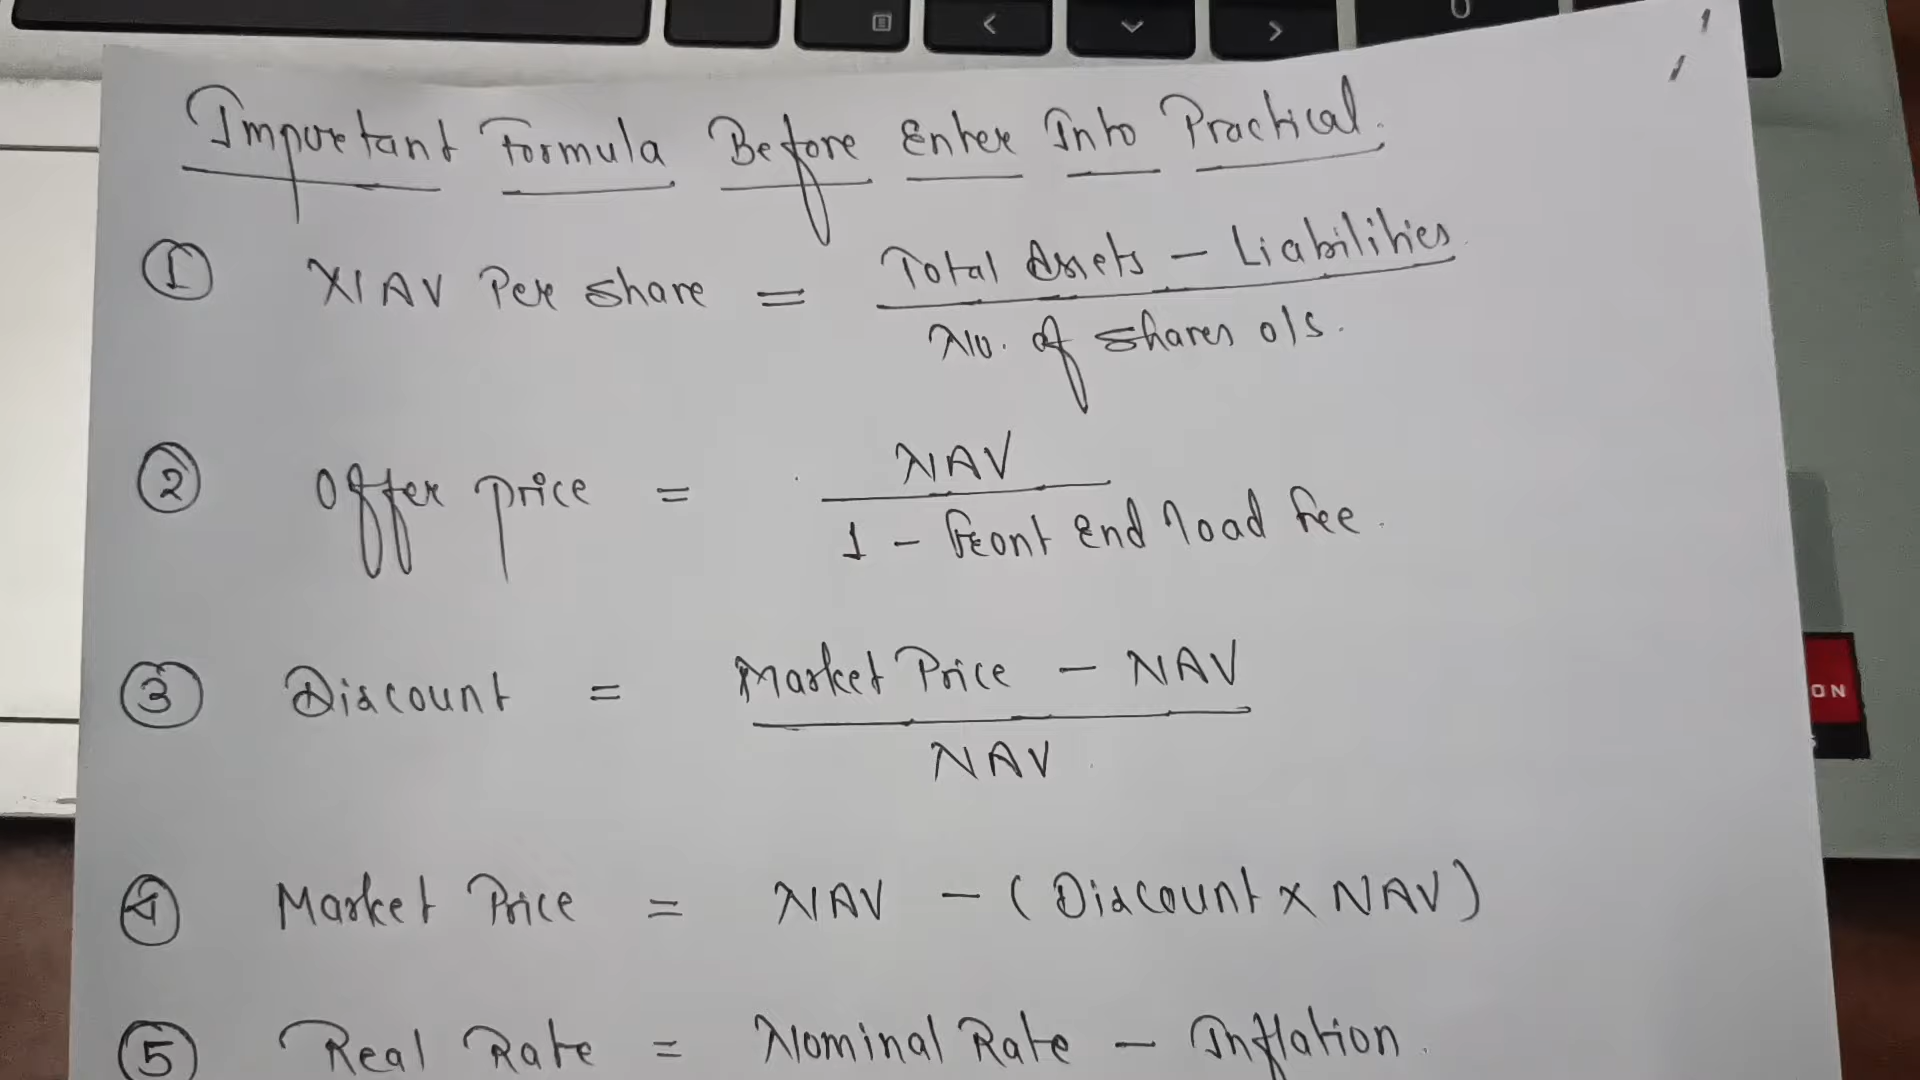 Important Formula Before Enter Into Practical.
① NAV Per share = Total Assets - Liabilities
No. of shares o/s.
② Offer price = NAV
1 - Front End load fee.
③ Discount = Market Price - NAV
NAV
④ Market Price = NAV - (Discount x NAV)
⑤ Real Rate = Nominal Rate - Inflation.
ON